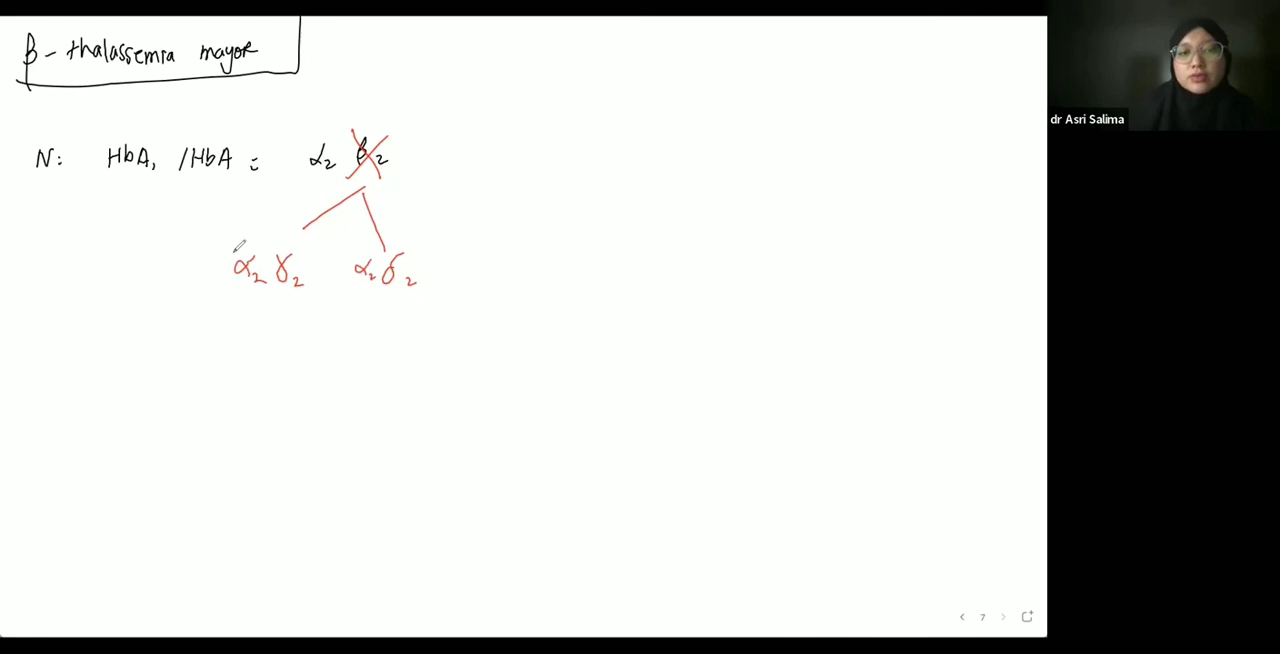 β - thalassemia mayor
dr Asri Salima
N: HbA, /HbA = α₂ β₂
α₂ γ₂ α₂ δ₂
7